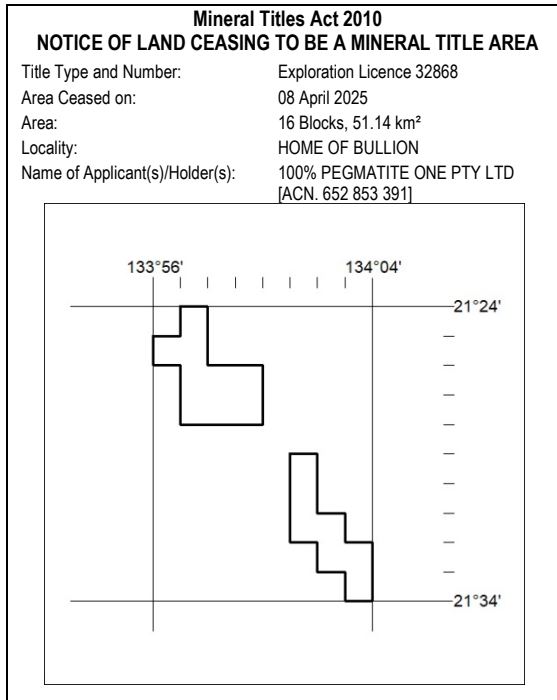 Mineral Titles Act 2010
NOTICE OF LAND CEASING TO BE A MINERAL TITLE AREA
Title Type and Number: Exploration Licence 32868
Area Ceased on: 08 April 2025
Area: 16 Blocks, 51.14 km²
Locality: HOME OF BULLION
Name of Applicant(s)/Holder(s): 100% PEGMATITE ONE PTY LTD
[ACN. 652 853 391]
133°56' 134°04'
21°24'
21°34'